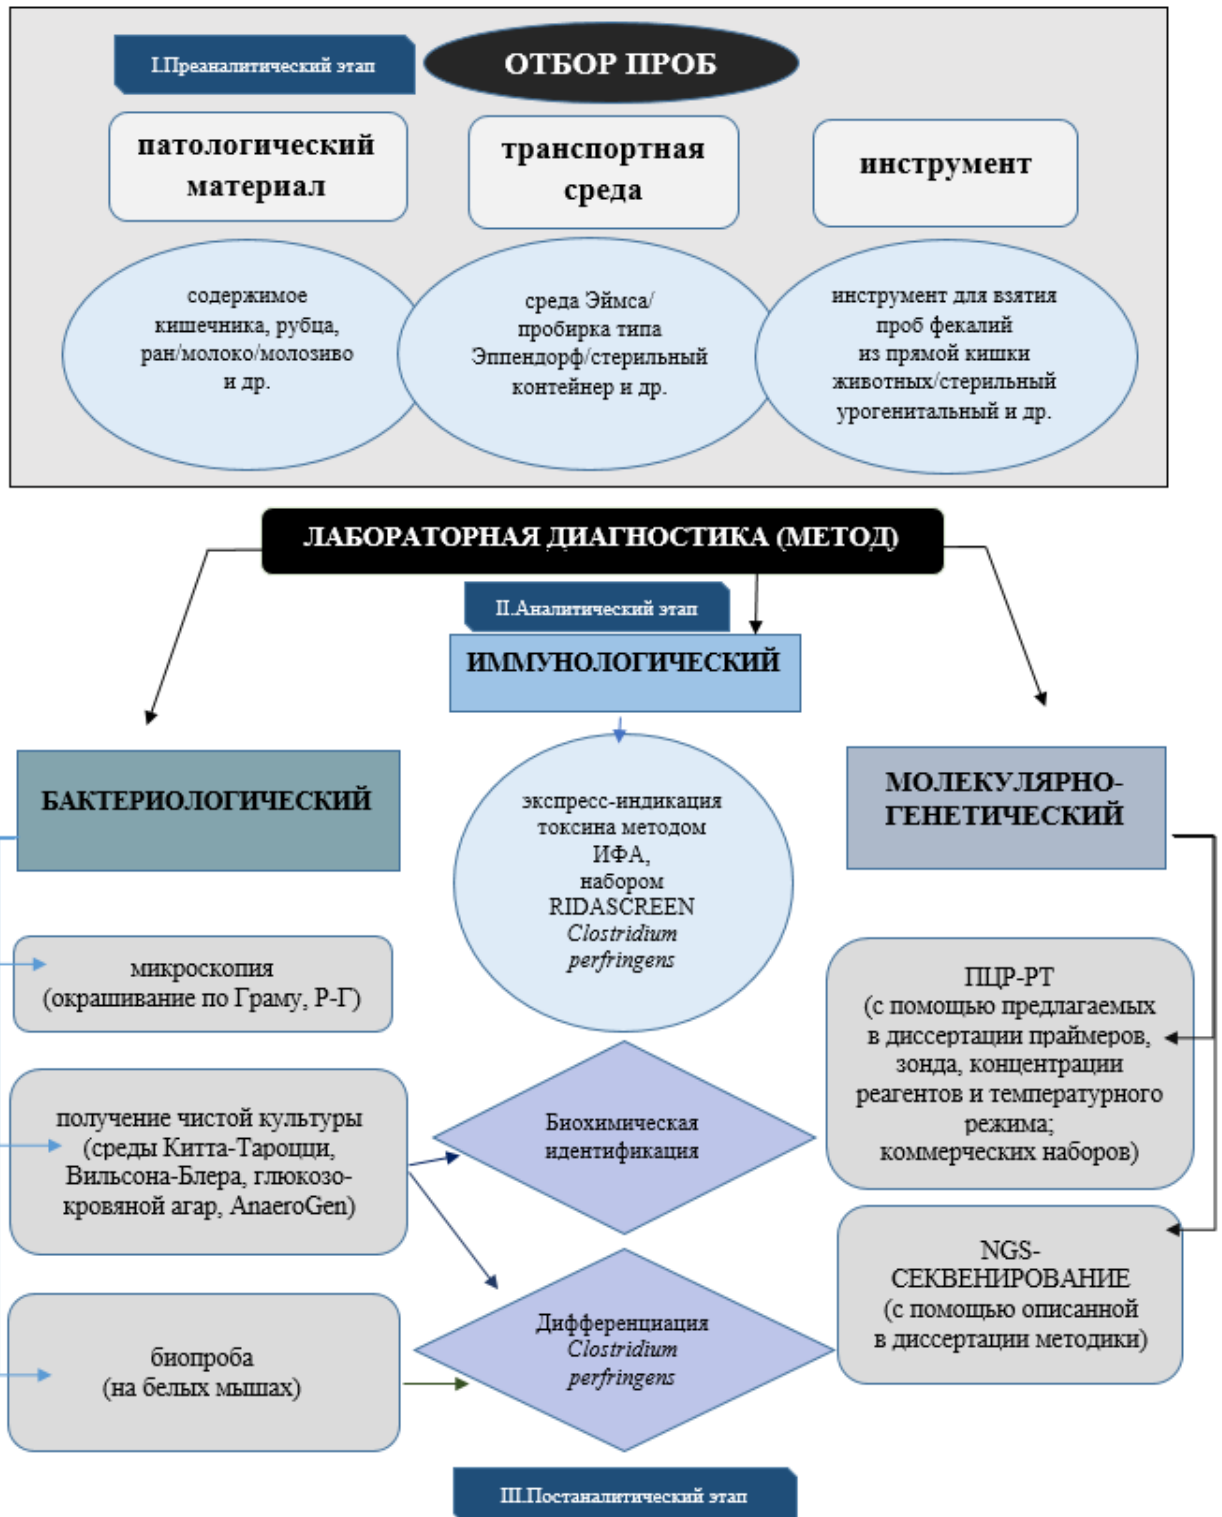 I.Преаналитический этап
ОТБОР ПРОБ
патологический
материал
транспортная
среда
инструмент
содержимое
кишечника, рубца,
ран/молоко/молозиво
и др.
среда Эймса/
пробирка типа
Эппендорф/стерильный
контейнер и др.
инструмент для взятия
проб фекалий
из прямой кишки
животных/стерильный
урогенитальный и др.
ЛАБОРАТОРНАЯ ДИАГНОСТИКА (МЕТОД)
II.Аналитический этап
ИММУНОЛОГИЧЕСКИЙ
БАКТЕРИОЛОГИЧЕСКИЙ
МОЛЕКУЛЯРНО-
ГЕНЕТИЧЕСКИЙ
экспресс-индикация
токсина методом
ИФА,
набором
RIDASCREEN
Clostridium
perfringens
микроскопия
(окрашивание по Граму, Р-Г)
ПЦР-РТ
(с помощью предлагаемых
в диссертации праймеров,
зонда, концентрации
реагентов и температурного
режима;
коммерческих наборов)
получение чистой культуры
(среды Китта-Тароцци,
Вильсона-Блера, глюкозо-
кровяной агар, AnaeroGen)
Биохимическая
идентификация
NGS-
СЕКВЕНИРОВАНИЕ
(с помощью описанной
в диссертации методики)
биопроба
(на белых мышах)
Дифференциация
Clostridium
perfringens
III.Постаналитический этап